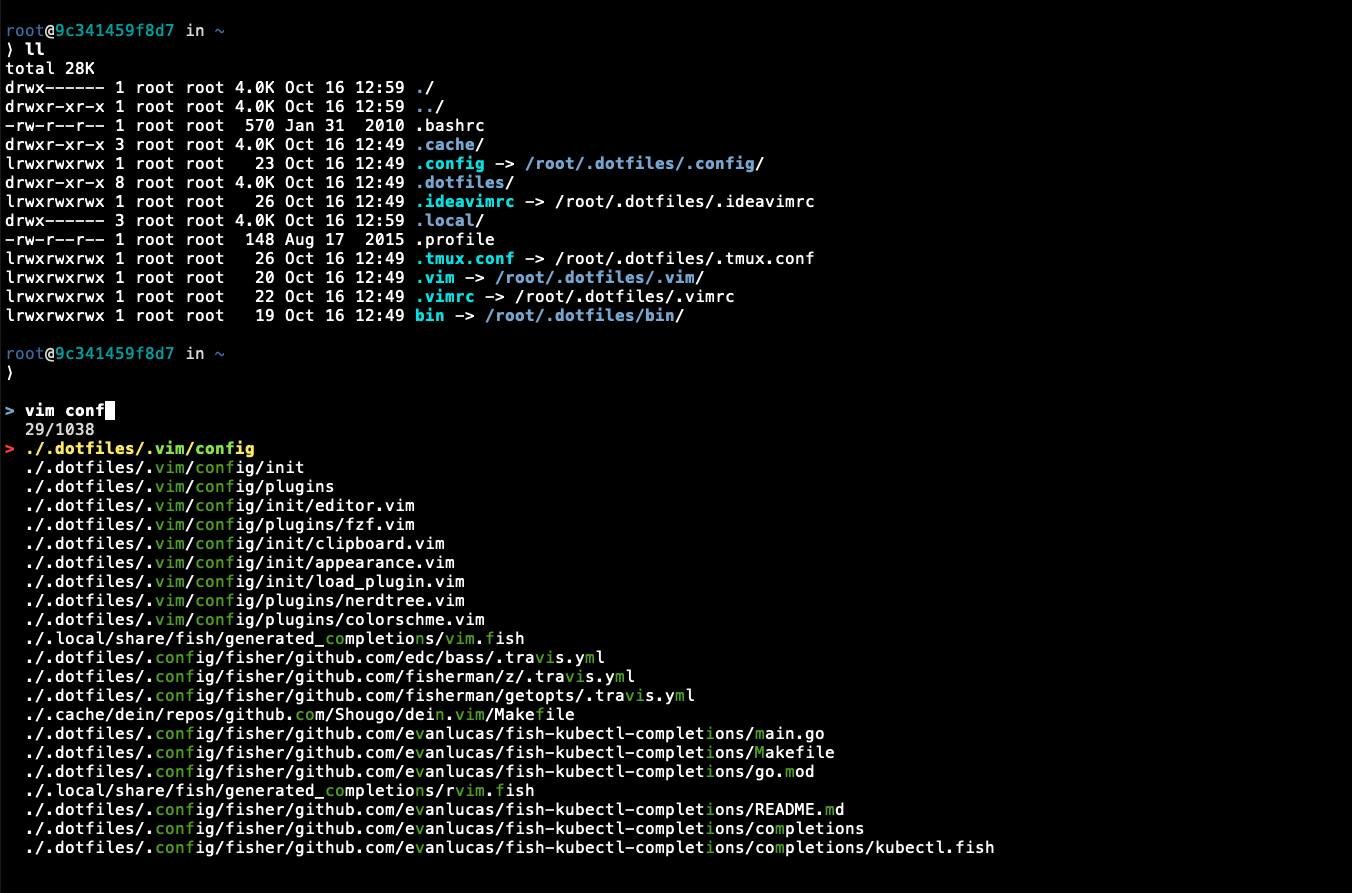 root@9c341459f8d7 in ~
⟩ ll
total 28K
drwx------ 1 root root 4.0K Oct 16 12:59 ./
drwxr-xr-x 1 root root 4.0K Oct 16 12:59 ../
-rw-r--r-- 1 root root  570 Jan 31  2010 .bashrc
drwxr-xr-x 3 root root 4.0K Oct 16 12:49 .cache/
lrwxrwxrwx 1 root root   23 Oct 16 12:49 .config -> /root/.dotfiles/.config/
drwxr-xr-x 8 root root 4.0K Oct 16 12:49 .dotfiles/
lrwxrwxrwx 1 root root   26 Oct 16 12:49 .ideavimrc -> /root/.dotfiles/.ideavimrc
drwx------ 3 root root 4.0K Oct 16 12:59 .local/
-rw-r--r-- 1 root root  148 Aug 17  2015 .profile
lrwxrwxrwx 1 root root   26 Oct 16 12:49 .tmux.conf -> /root/.dotfiles/.tmux.conf
lrwxrwxrwx 1 root root   20 Oct 16 12:49 .vim -> /root/.dotfiles/.vim/
lrwxrwxrwx 1 root root   22 Oct 16 12:49 .vimrc -> /root/.dotfiles/.vimrc
lrwxrwxrwx 1 root root   19 Oct 16 12:49 bin -> /root/.dotfiles/bin/
root@9c341459f8d7 in ~
⟩
> vim conf
29/1038
> ./.dotfiles/.vim/config
./.dotfiles/.vim/config/init
./.dotfiles/.vim/config/plugins
./.dotfiles/.vim/config/init/editor.vim
./.dotfiles/.vim/config/plugins/fzf.vim
./.dotfiles/.vim/config/init/clipboard.vim
./.dotfiles/.vim/config/init/appearance.vim
./.dotfiles/.vim/config/init/load_plugin.vim
./.dotfiles/.vim/config/plugins/nerdtree.vim
./.dotfiles/.vim/config/plugins/colorschme.vim
./.local/share/fish/generated_completions/vim.fish
./.dotfiles/.config/fisher/github.com/edc/bass/.travis.yml
./.dotfiles/.config/fisher/github.com/fisherman/z/.travis.yml
./.dotfiles/.config/fisher/github.com/fisherman/getopts/.travis.yml
./.cache/dein/repos/github.com/Shougo/dein.vim/Makefile
./.dotfiles/.config/fisher/github.com/evanlucas/fish-kubectl-completions/main.go
./.dotfiles/.config/fisher/github.com/evanlucas/fish-kubectl-completions/Makefile
./.dotfiles/.config/fisher/github.com/evanlucas/fish-kubectl-completions/go.mod
./.local/share/fish/generated_completions/rvim.fish
./.dotfiles/.config/fisher/github.com/evanlucas/fish-kubectl-completions/README.md
./.dotfiles/.config/fisher/github.com/evanlucas/fish-kubectl-completions/completions
./.dotfiles/.config/fisher/github.com/evanlucas/fish-kubectl-completions/completions/kubectl.fish